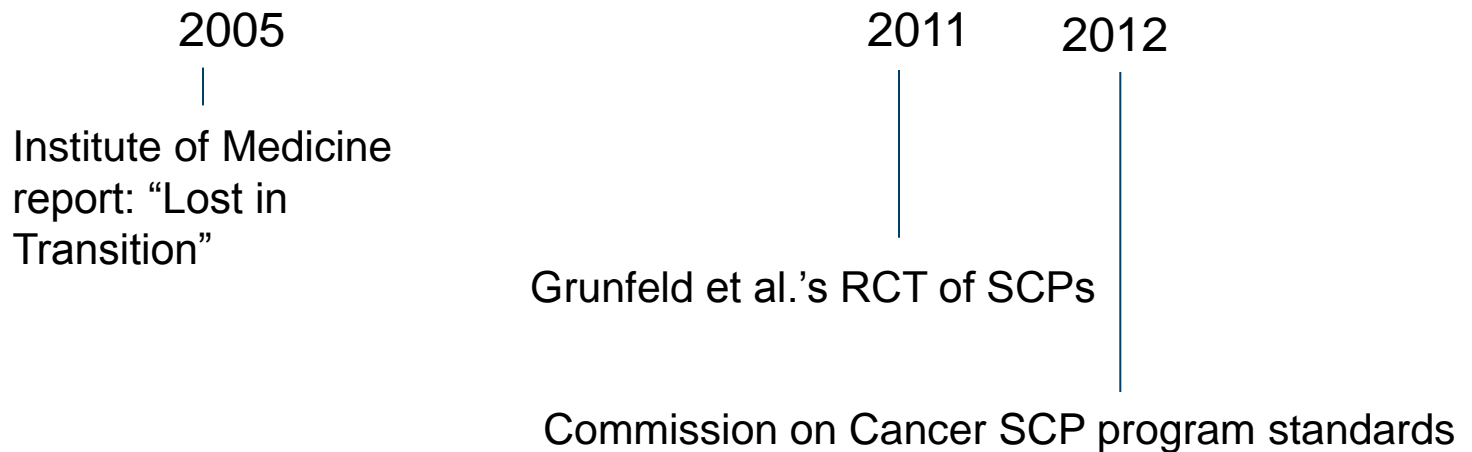 2005
2011
2012
Institute of Medicine
report: “Lost in
Transition”
Grunfeld et al.’s RCT of SCPs
Commission on Cancer SCP program standards